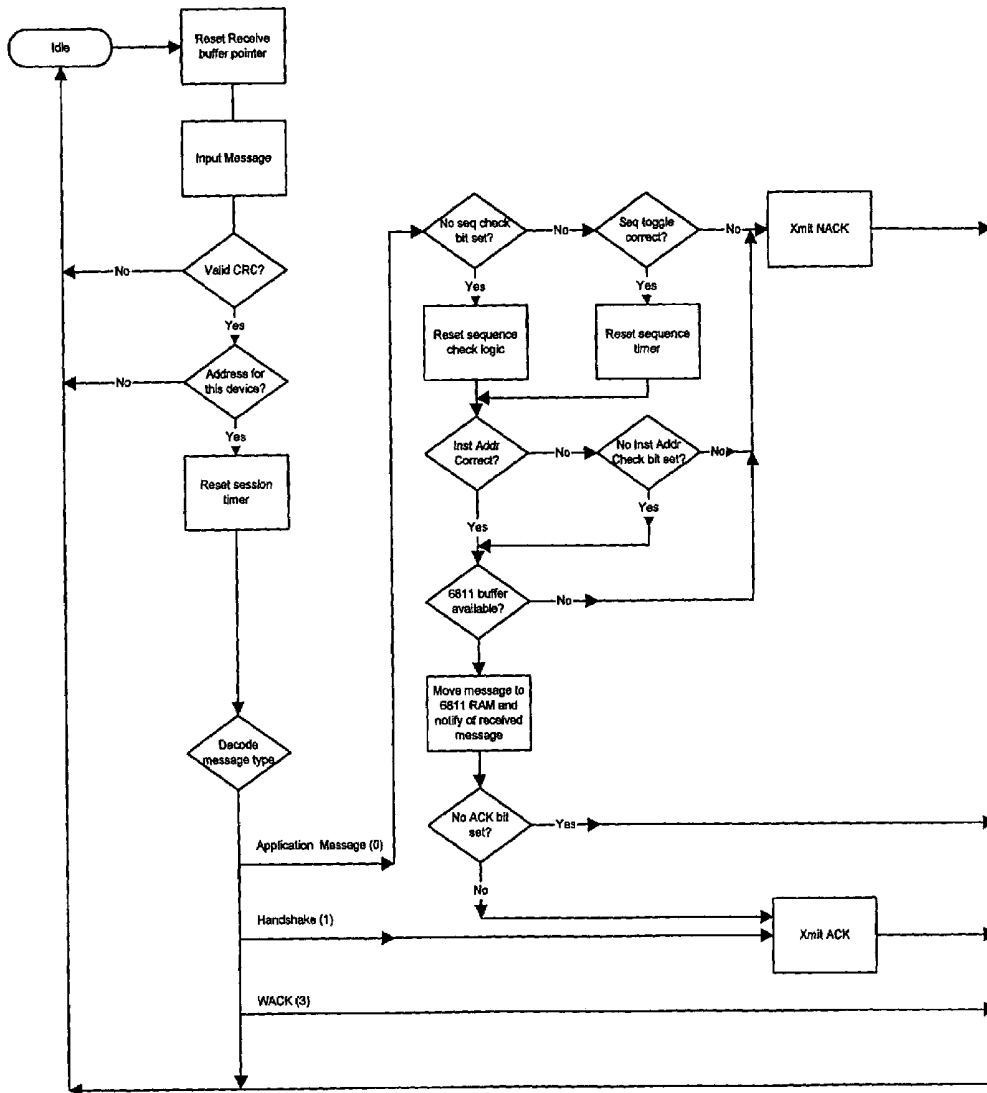 Idle
Reset Receive
buffer pointer
Input Message
Valid CRC?
No
Yes
Address for
this device?
No
Yes
Reset session
timer
Decode
message type
Application Message (0)
Handshake (1)
WACK (3)
No seq check
bit set?
No
Seq toggle
correct?
No
Xmit NACK
Yes
Yes
Reset sequence
check logic
Reset sequence
timer
Inst Addr
Correct?
No
No Inst Addr
Check bit set?
No
Yes
Yes
6811 buffer
available?
No
Move message to
6811 RAM and
notify of received
message
No ACK bit
set?
Yes
No
Xmit ACK